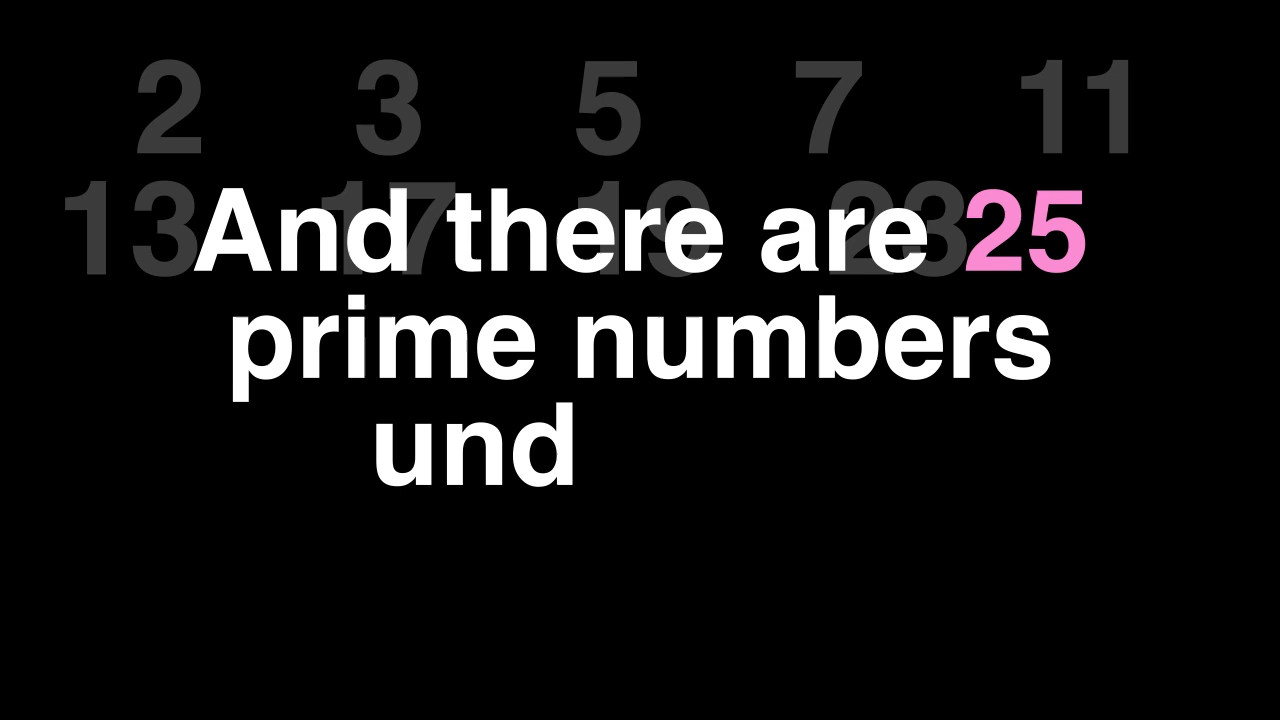 2 3 5 7 11
13 17 19 23
And there are 25
prime numbers
und